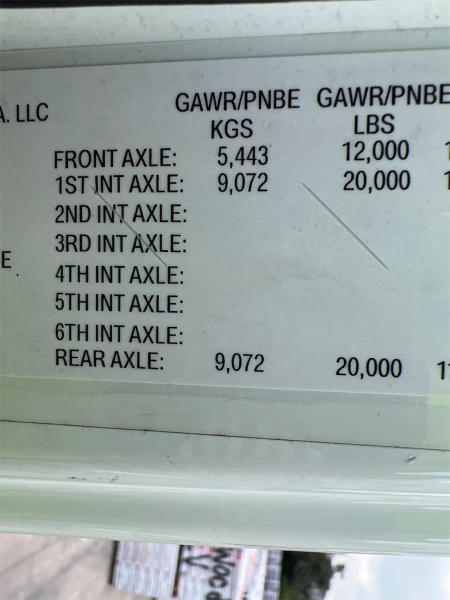 A. LLC GAWR/PNBE GAWR/PNBE
KGS LBS
FRONT AXLE: 5,443 12,000
1ST INT AXLE: 9,072 20,000
2ND INT AXLE:
3RD INT AXLE:
E 4TH INT AXLE:
5TH INT AXLE:
6TH INT AXLE:
REAR AXLE: 9,072 20,000